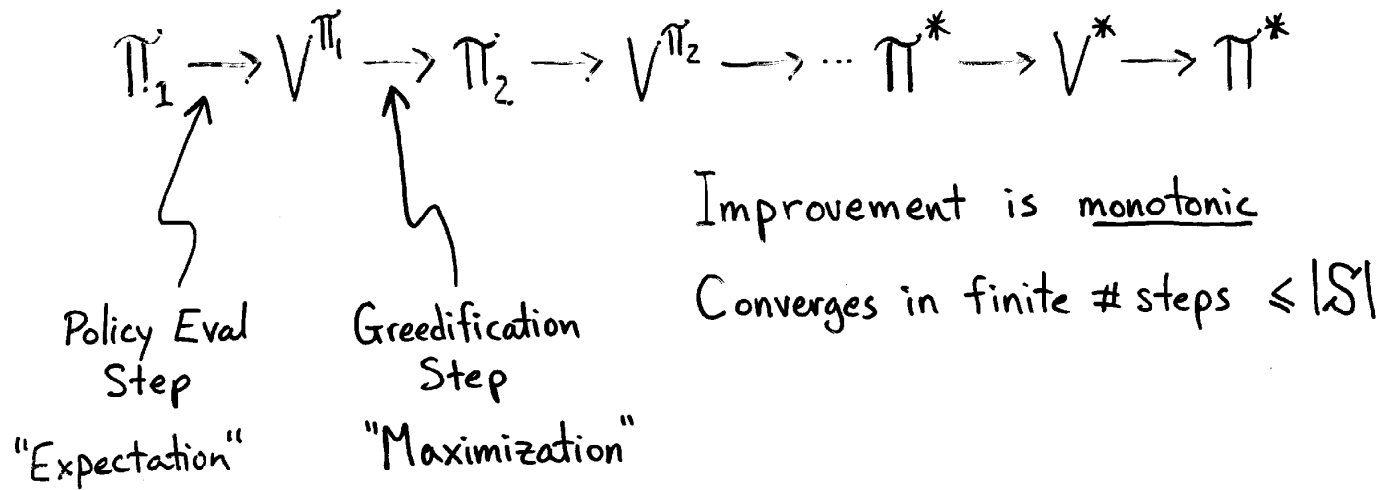 π₁ → V^π₁ → π₂ → V^π₂ → ... π* → V* → π*
Improvement is monotonic
Converges in finite # steps ≤ |S|
Policy Eval
Step
"Expectation"
Greedification
Step
"Maximization"